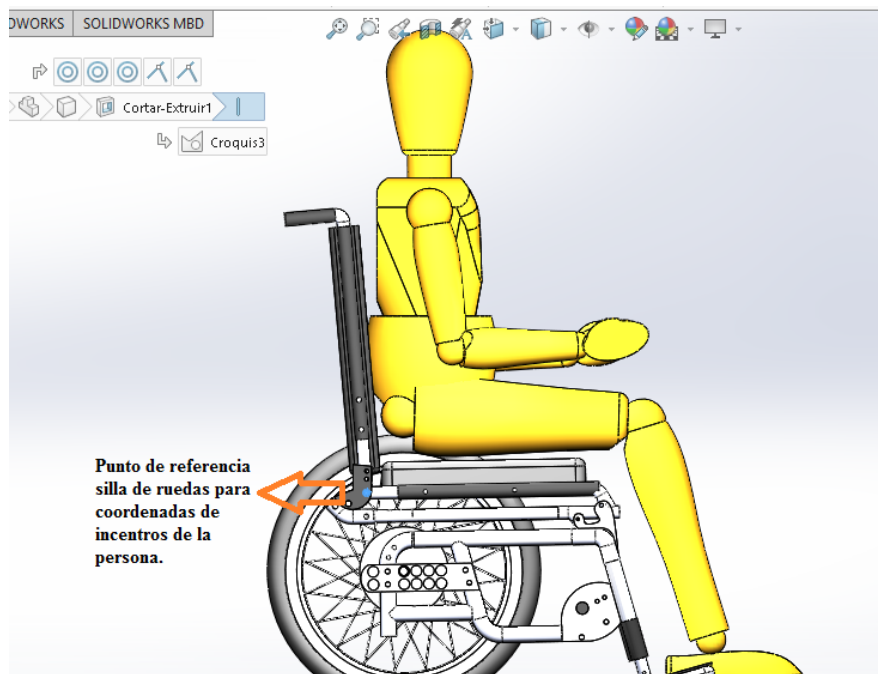 DWORKS SOLIDWORKS MBD
Cortar-Extruir1
Croquis3
Punto de referencia
silla de ruedas para
coordenadas de
incentros de la
persona.